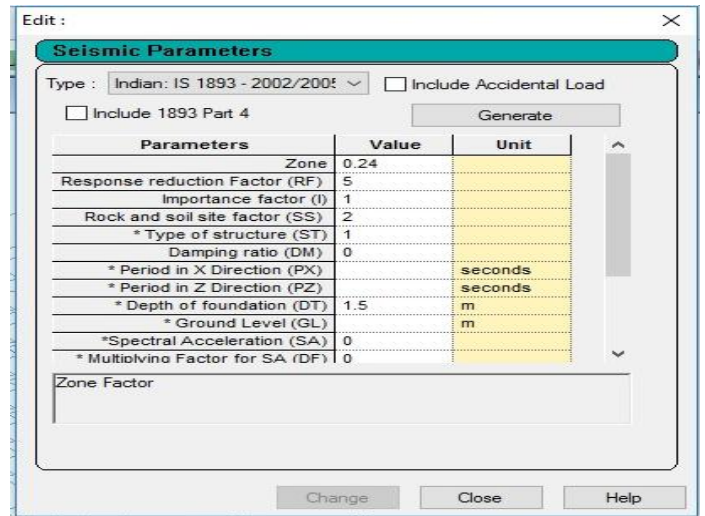 Edit :
Seismic Parameters
Type : Indian: IS 1893 - 2002/2005 Include Accidental Load
Include 1893 Part 4 Generate
Parameters Value Unit
Zone 0.24
Response reduction Factor (RF) 5
Importance factor (I) 1
Rock and soil site factor (SS) 2
* Type of structure (ST) 1
Damping ratio (DM) 0
* Period in X Direction (PX) seconds
* Period in Z Direction (PZ) seconds
* Depth of foundation (DT) 1.5 m
* Ground Level (GL) m
*Spectral Acceleration (SA) 0
* Multiplying Factor for SA (DF) 0
Zone Factor
Change Close Help